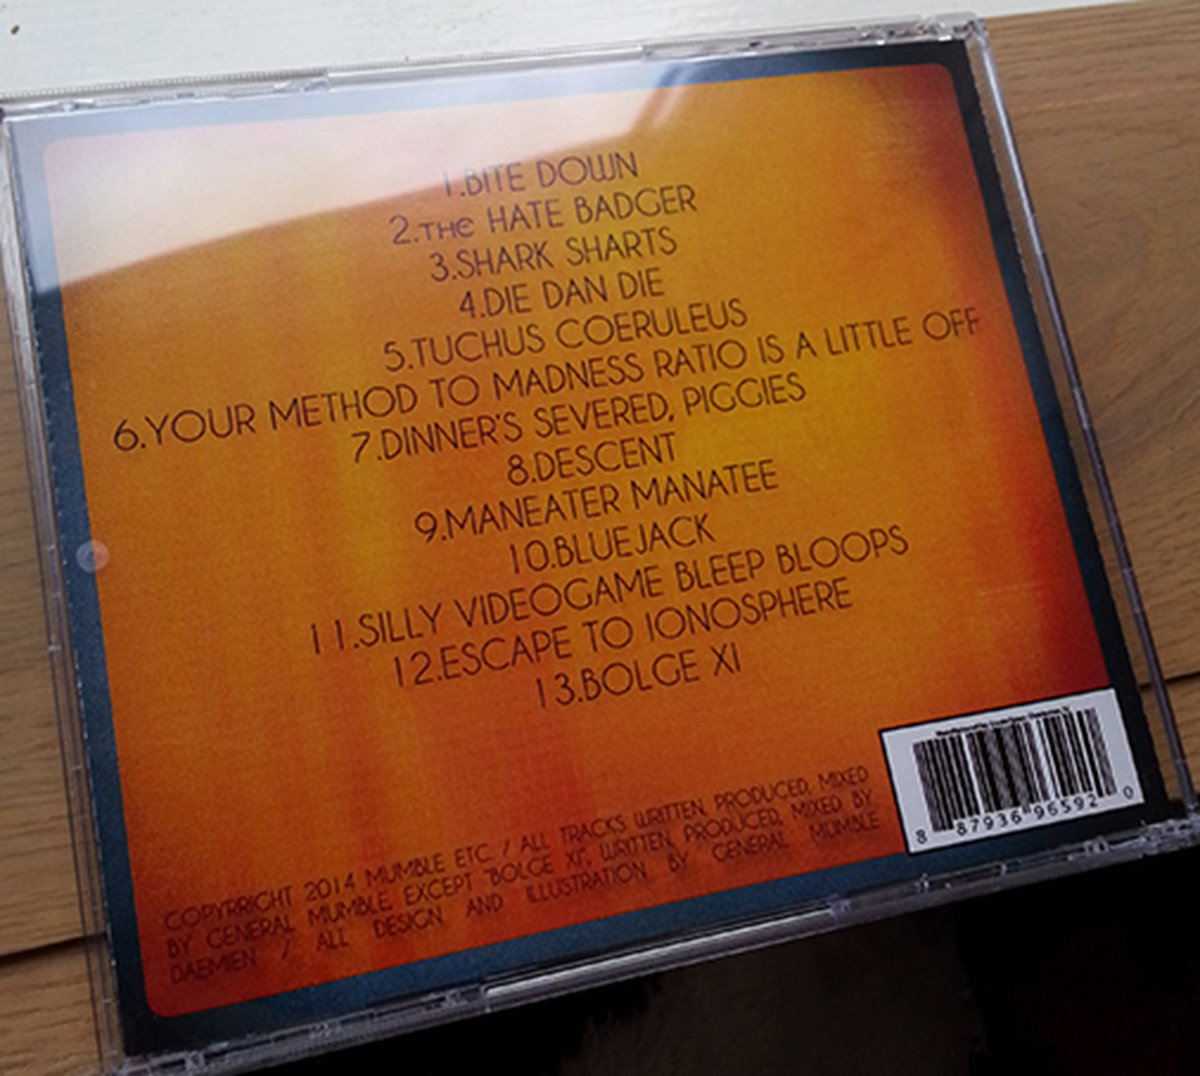 1.BITE DOWN
2.THE HATE BADGER
3.SHARK SHARTS
4.DIE DAN DIE
5.TUCHUS COERULEUS
6.YOUR METHOD TO MADNESS RATIO IS A LITTLE OFF
7.DINNER'S SEVERED, PIGGIES
8.DESCENT
9.MANEATER MANATEE
10.BLUEJACK
11.SILLY VIDEOGAME BLEEP BLOOPS
12.ESCAPE TO IONOSPHERE
13.BOLGE XI
COPYRRIGHT 2014 MUMBLE ETC. / ALL TRACKS WRITTEN, PRODUCED, MIXED
BY GENERAL MUMBLE, EXCEPT "BOLGE XI", WRITTEN, PRODUCED, MIXED BY
DAEMIEN / ALL DESIGN AND ILLUSTRATION BY GENERAL MUMBLE
8 87936 96592 0